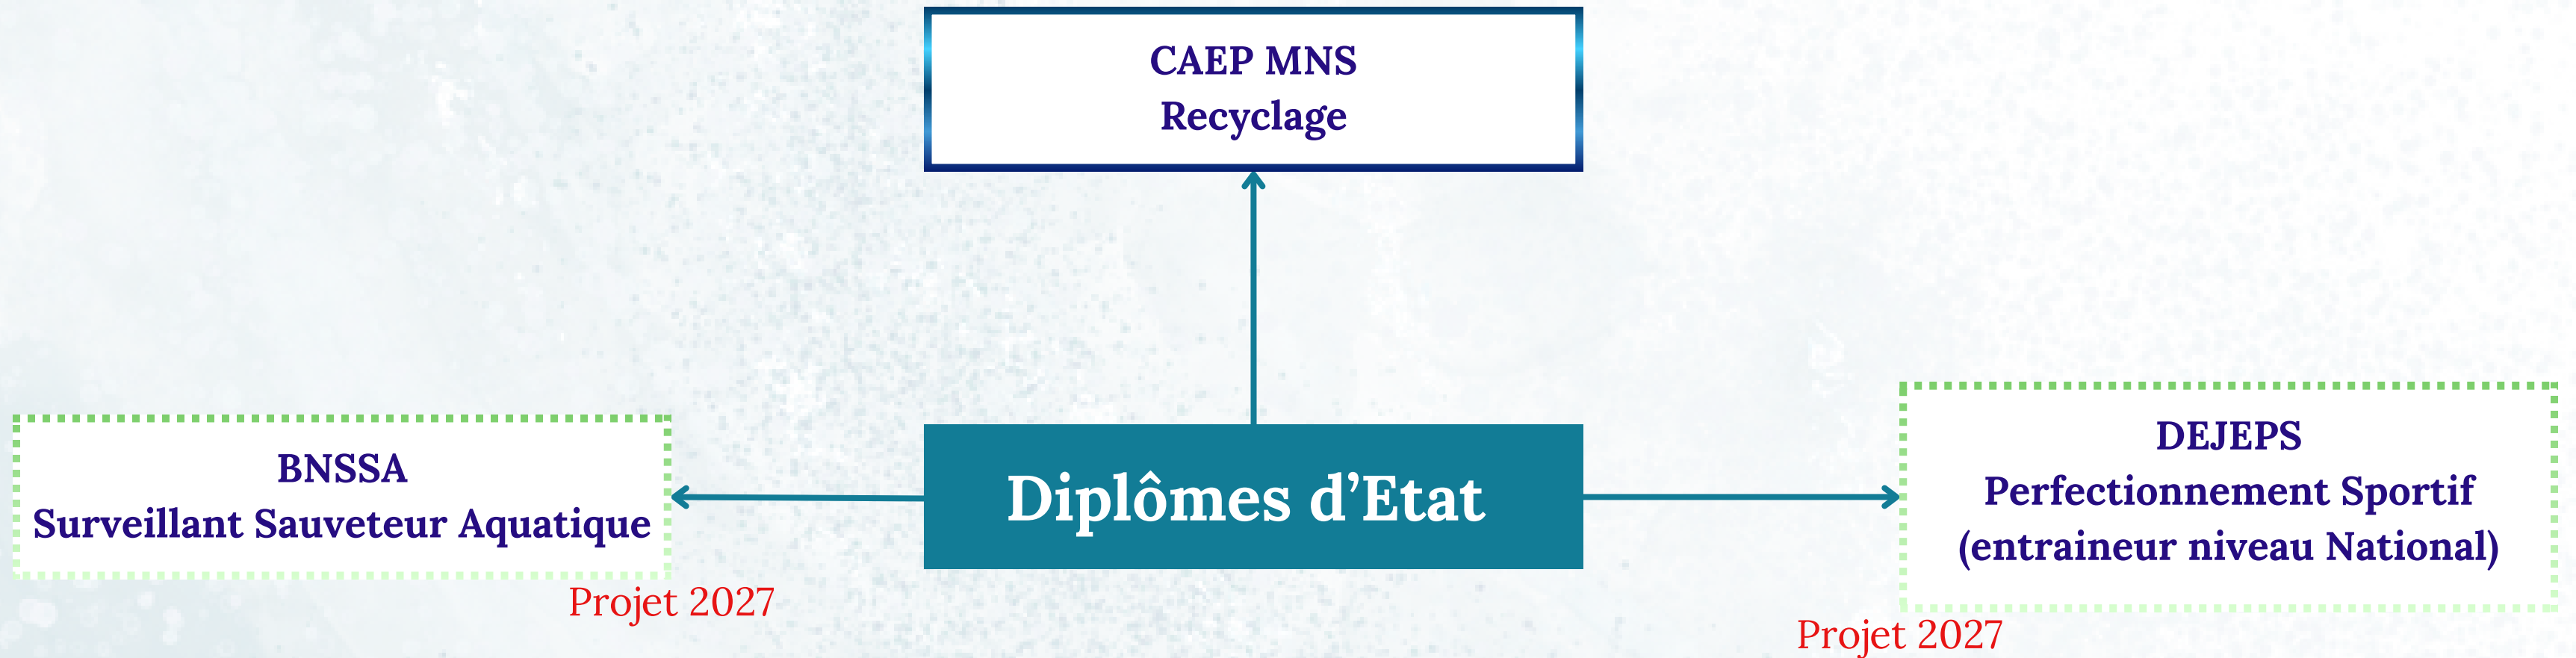 CAEP MNS
Recyclage
BNSSA
Surveillant Sauveteur Aquatique
Projet 2027
Diplômes d’Etat
DEJEPS
Perfectionnement Sportif
(entraineur niveau National)
Projet 2027